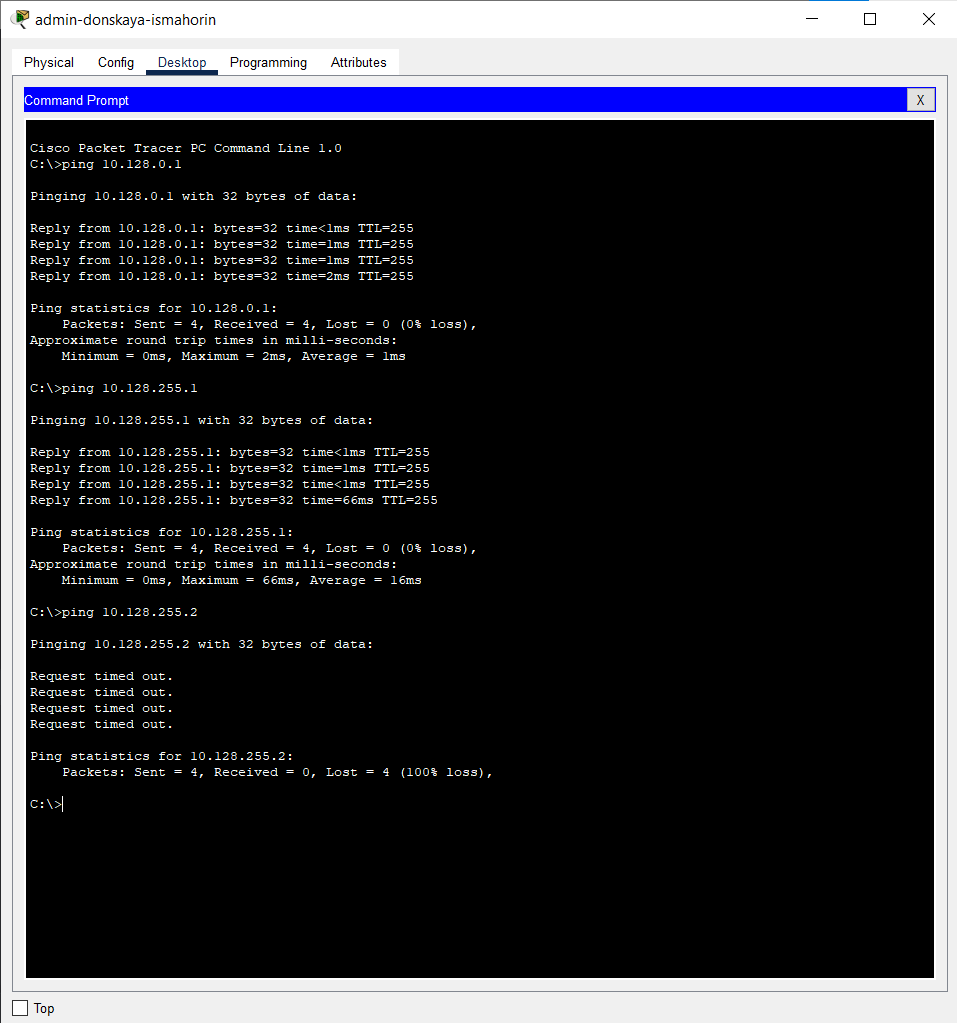 admin-donskaya-ismahorin
Physical Config Desktop Programming Attributes
Command Prompt X
Cisco Packet Tracer PC Command Line 1.0
C:\>ping 10.128.0.1
Pinging 10.128.0.1 with 32 bytes of data:
Reply from 10.128.0.1: bytes=32 time<1ms TTL=255
Reply from 10.128.0.1: bytes=32 time=1ms TTL=255
Reply from 10.128.0.1: bytes=32 time=1ms TTL=255
Reply from 10.128.0.1: bytes=32 time=2ms TTL=255
Ping statistics for 10.128.0.1:
    Packets: Sent = 4, Received = 4, Lost = 0 (0% loss),
Approximate round trip times in milli-seconds:
    Minimum = 0ms, Maximum = 2ms, Average = 1ms
C:\>ping 10.128.255.1
Pinging 10.128.255.1 with 32 bytes of data:
Reply from 10.128.255.1: bytes=32 time<1ms TTL=255
Reply from 10.128.255.1: bytes=32 time=1ms TTL=255
Reply from 10.128.255.1: bytes=32 time<1ms TTL=255
Reply from 10.128.255.1: bytes=32 time=66ms TTL=255
Ping statistics for 10.128.255.1:
    Packets: Sent = 4, Received = 4, Lost = 0 (0% loss),
Approximate round trip times in milli-seconds:
    Minimum = 0ms, Maximum = 66ms, Average = 16ms
C:\>ping 10.128.255.2
Pinging 10.128.255.2 with 32 bytes of data:
Request timed out.
Request timed out.
Request timed out.
Request timed out.
Ping statistics for 10.128.255.2:
    Packets: Sent = 4, Received = 0, Lost = 4 (100% loss),
C:\>
Top